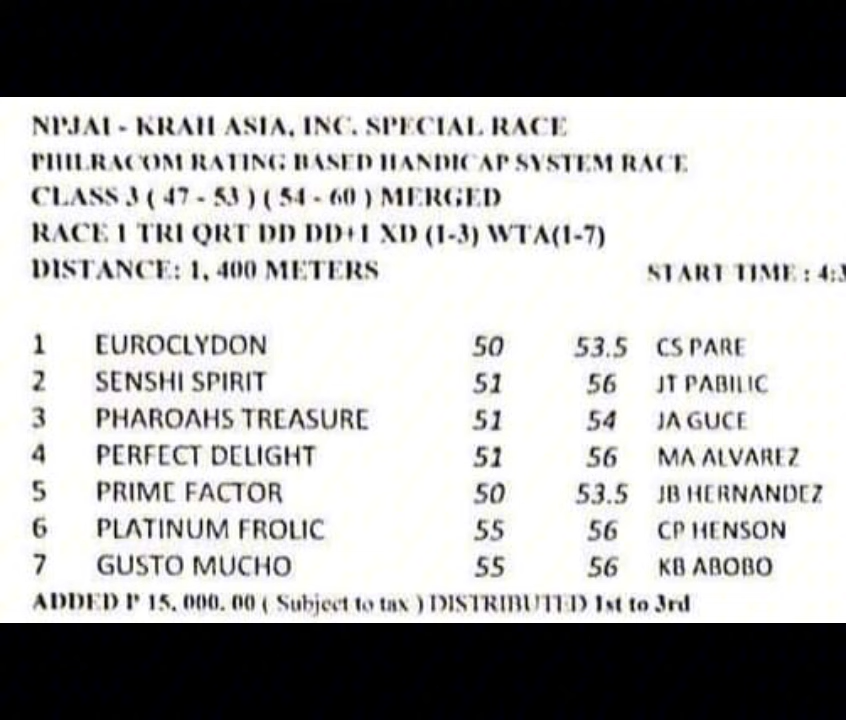 NPJAI - KRAH ASIA, INC. SPECIAL RACE
PHILRACOM RATING BASED HANDICAP SYSTEM RACE
CLASS 3 ( 47 - 53 ) ( 54 - 60 ) MERGED
RACE 1 TRI QRT DD DD+1 XD (1-3) WTA(1-7)
DISTANCE: 1, 400 METERS START TIME : 4:3
1 EUROCLYDON 50 53.5 CS PARE
2 SENSHI SPIRIT 51 56 JT PABILIC
3 PHAROAHS TREASURE 51 54 JA GUCE
4 PERFECT DELIGHT 51 56 MA ALVAREZ
5 PRIME FACTOR 50 53.5 JB HERNANDEZ
6 PLATINUM FROLIC 55 56 CP HENSON
7 GUSTO MUCHO 55 56 KB ABOBO
ADDED P 15, 000. 00 ( Subject to tax ) DISTRIBUTED 1st to 3rd